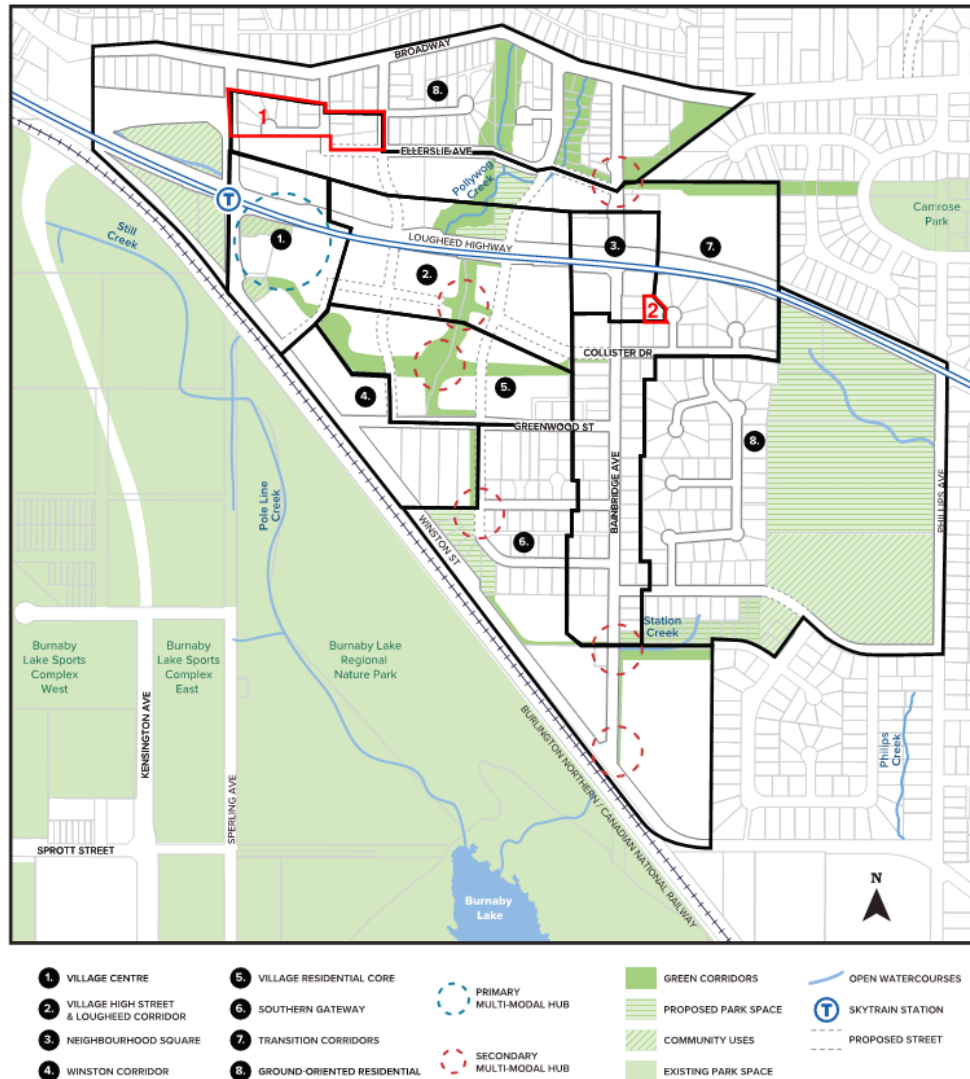 BROADWAY
8.
1
ELLERSLIE AVE
Pollywog
Creek
T
Camrose
Park
Still
Creek
1.
LOUGHEED HIGHWAY
3.
7.
2.
2
COLLISTER DR
4.
5.
GREENWOOD ST
8.
BAINBRIDGE AVE
PHILLIPS AVE
Pole Line
Creek
WINSTON ST
6.
Station
Creek
Burnaby
Lake Sports
Complex
West
Burnaby
Lake Sports
Complex
East
Burnaby Lake
Regional
Nature Park
KENSINGTON AVE
SPERLING AVE
BURLINGTON NORTHERN / CANADIAN NATIONAL RAILWAY
Philips
Creek
SPROTT STREET
Burnaby
Lake
N
1. VILLAGE CENTRE
2. VILLAGE HIGH STREET
& LOUGHEED CORRIDOR
3. NEIGHBOURHOOD SQUARE
4. WINSTON CORRIDOR
5. VILLAGE RESIDENTIAL CORE
6. SOUTHERN GATEWAY
7. TRANSITION CORRIDORS
8. GROUND-ORIENTED RESIDENTIAL
PRIMARY
MULTI-MODAL HUB
SECONDARY
MULTI-MODAL HUB
GREEN CORRIDORS
PROPOSED PARK SPACE
COMMUNITY USES
EXISTING PARK SPACE
OPEN WATERCOURSES
T SKYTRAIN STATION
PROPOSED STREET